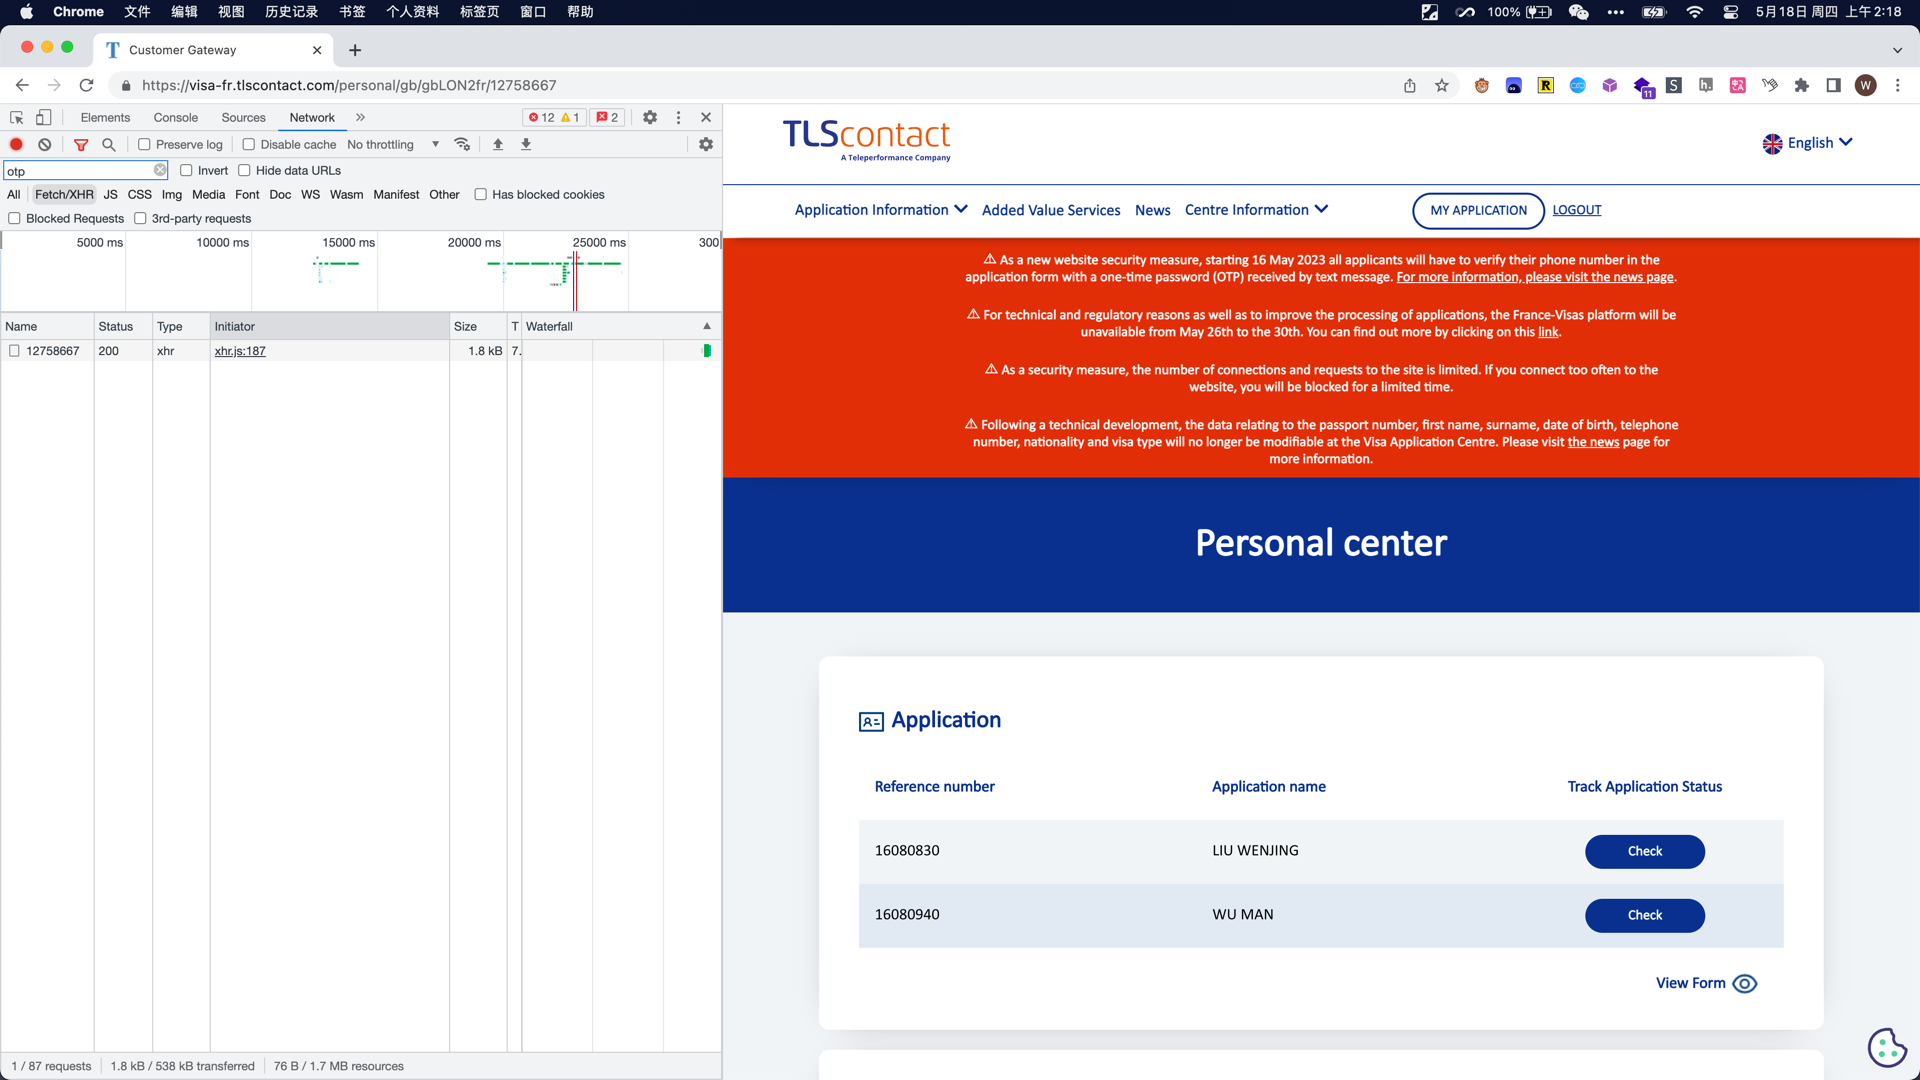 Chrome 文件 编辑 视图 历史记录 书签 个人资料 标签页 窗口 帮助 100% 5月18日 周四 上午2:18
T Customer Gateway
https://visa-fr.tlscontact.com/personal/gb/gbLON2fr/12758667
R S 11 W
Elements Console Sources Network 12 1 2
Preserve log Disable cache No throttling
otp Invert Hide data URLs
All Fetch/XHR JS CSS Img Media Font Doc WS Wasm Manifest Other Has blocked cookies
Blocked Requests 3rd-party requests
5000 ms 10000 ms 15000 ms 20000 ms 25000 ms 300
Name Status Type Initiator Size T Waterfall
12758667 200 xhr xhr.js:187 1.8 kB 7.
1 / 87 requests 1.8 kB / 538 kB transferred 76 B / 1.7 MB resources
TLScontact
A Teleperformance Company
English
Application Information Added Value Services News Centre Information MY APPLICATION LOGOUT
⚠ As a new website security measure, starting 16 May 2023 all applicants will have to verify their phone number in the
application form with a one-time password (OTP) received by text message. For more information, please visit the news page.
⚠ For technical and regulatory reasons as well as to improve the processing of applications, the France-Visas platform will be
unavailable from May 26th to the 30th. You can find out more by clicking on this link.
⚠ As a security measure, the number of connections and requests to the site is limited. If you connect too often to the
website, you will be blocked for a limited time.
⚠ Following a technical development, the data relating to the passport number, first name, surname, date of birth, telephone
number, nationality and visa type will no longer be modifiable at the Visa Application Centre. Please visit the news page for
more information.
Personal center
Application
Reference number Application name Track Application Status
16080830 LIU WENJING Check
16080940 WU MAN Check
View Form